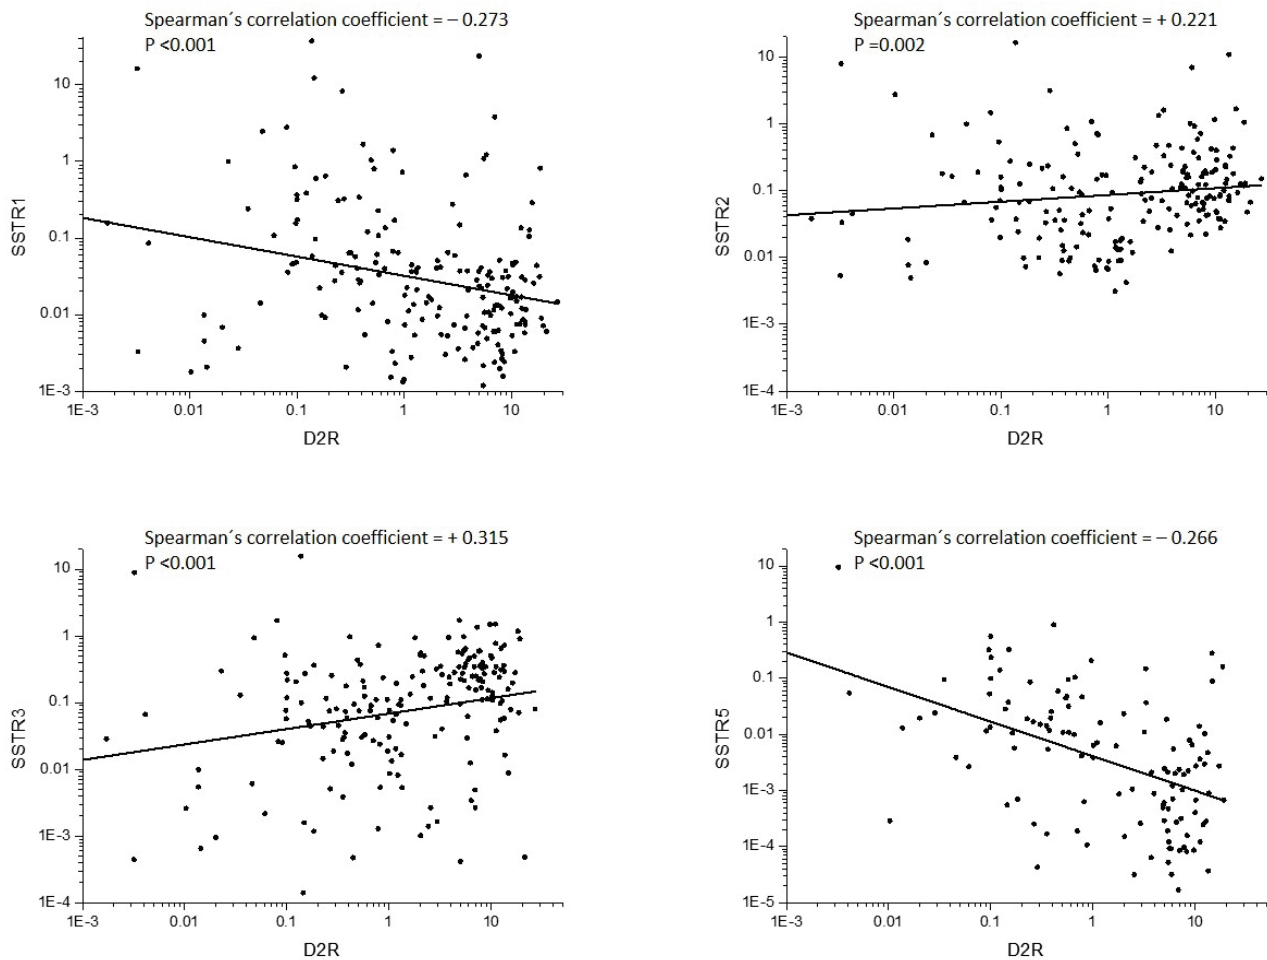 Spearman´s correlation coefficient = – 0.273
P <0.001
10
1
0.1
0.01
1E-3
SSTR1
1E-3 0.01 0.1 1 10
D2R
Spearman´s correlation coefficient = + 0.221
P =0.002
10
1
0.1
0.01
1E-3
1E-4
SSTR2
1E-3 0.01 0.1 1 10
D2R
Spearman´s correlation coefficient = + 0.315
P <0.001
10
1
0.1
0.01
1E-3
1E-4
SSTR3
1E-3 0.01 0.1 1 10
D2R
Spearman´s correlation coefficient = – 0.266
P <0.001
10
1
0.1
0.01
1E-3
1E-4
1E-5
SSTR5
1E-3 0.01 0.1 1 10
D2R